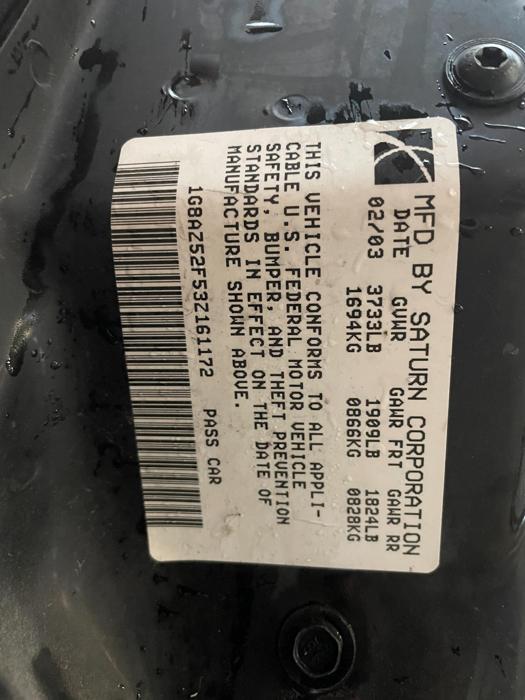 MFD BY SATURN CORPORATION
DATE GVWR GAWR FRT GAWR RR
02/03 3733LB 1909LB 1824LB
1694KG 0866KG 0828KG
THIS VEHICLE CONFORMS TO ALL APPLI-
CABLE U.S. FEDERAL MOTOR VEHICLE
SAFETY, BUMPER, AND THEFT PREVENTION
STANDARDS IN EFFECT ON THE DATE OF
MANUFACTURE SHOWN ABOVE.
1G8AZ52F53Z161172 PASS CAR